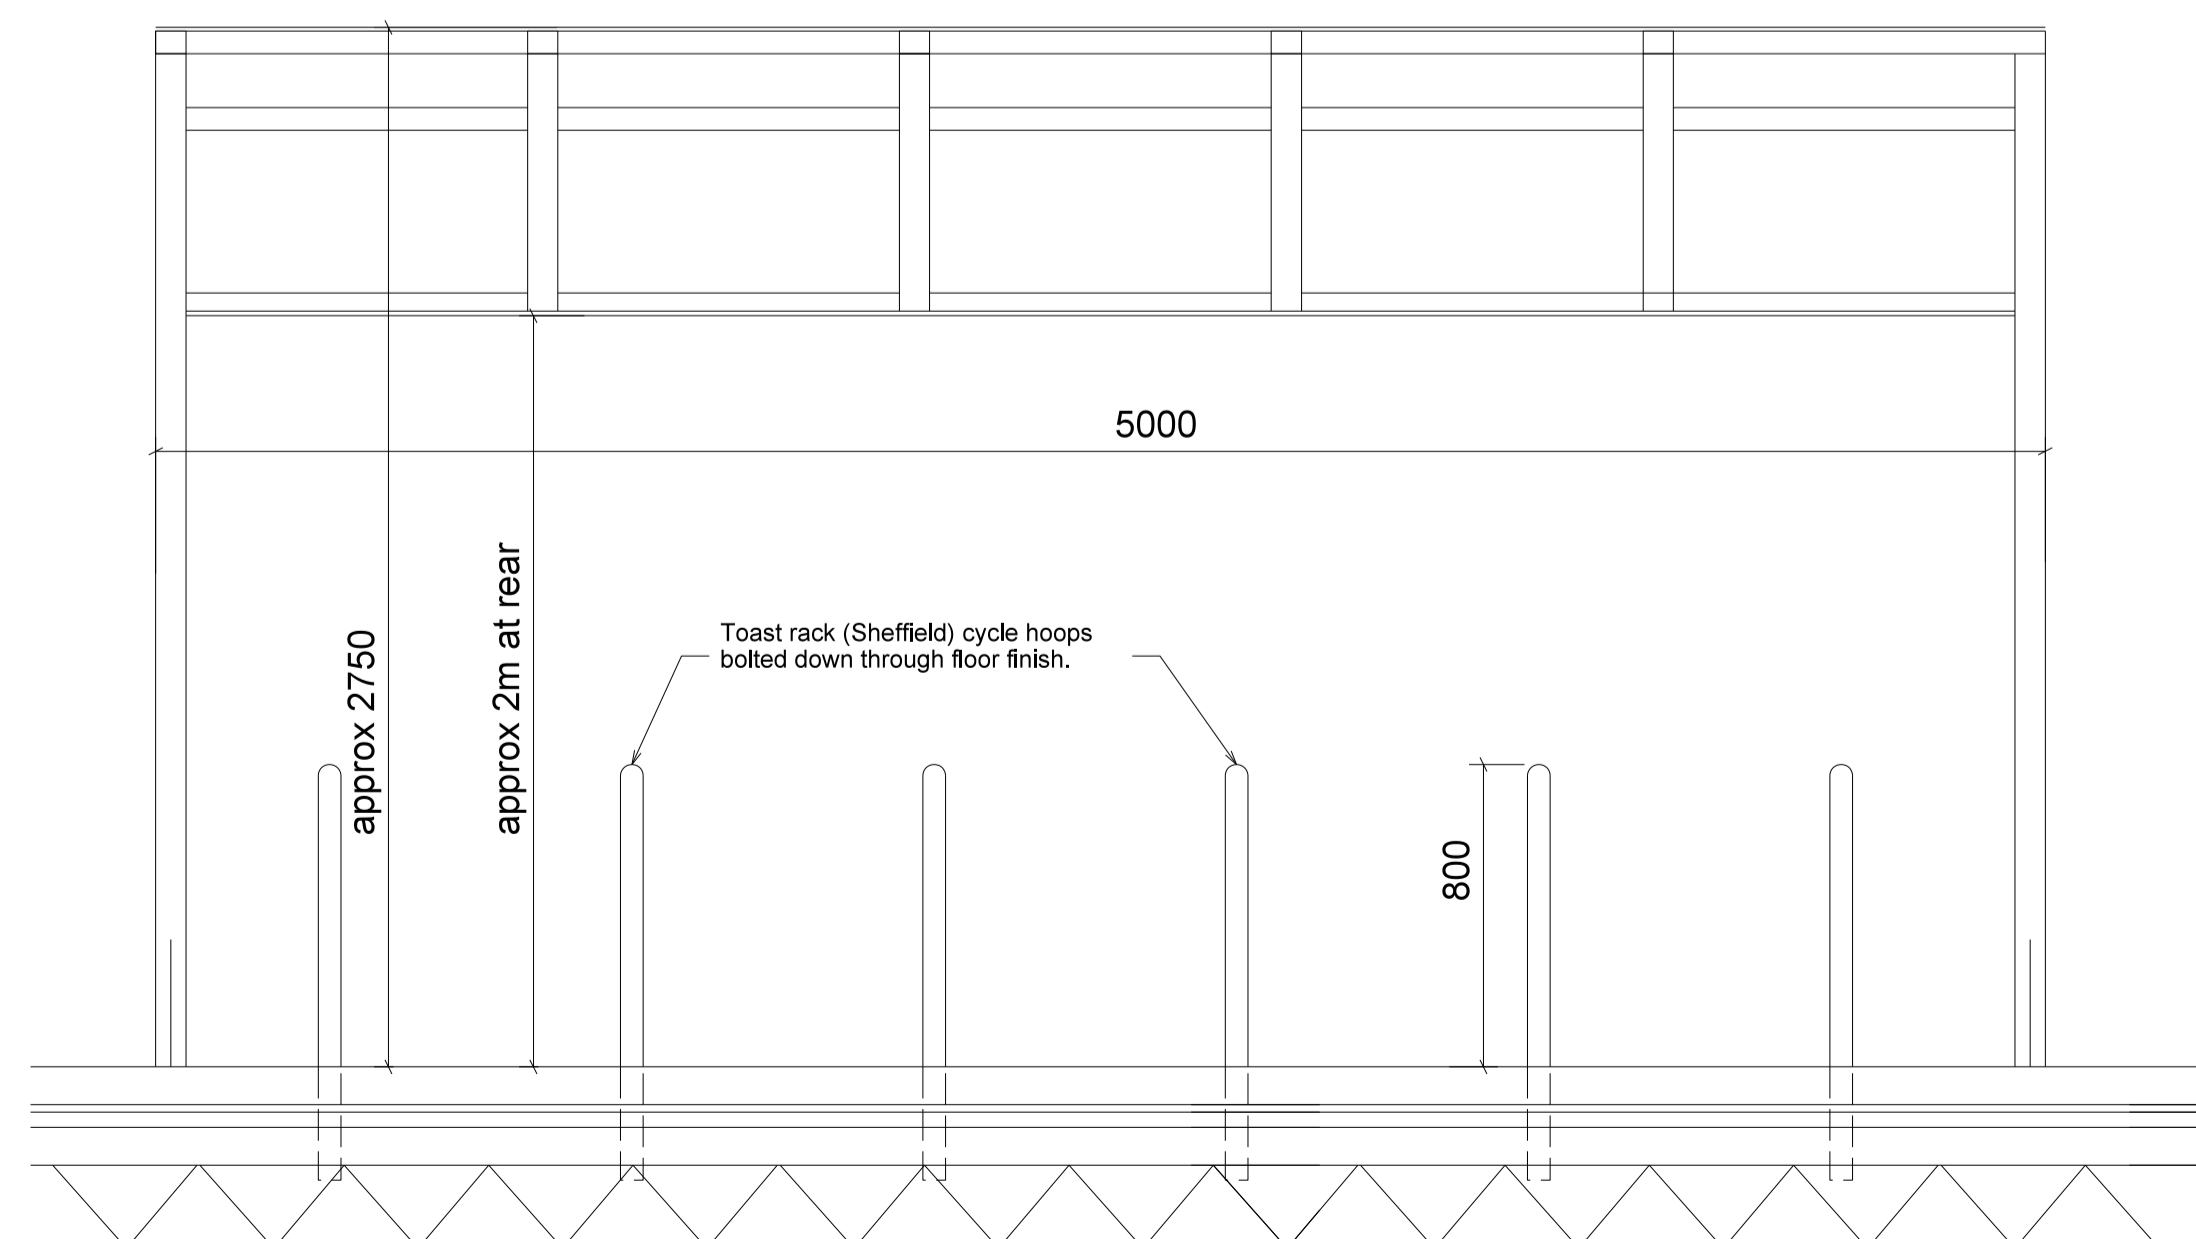 5000
approx 2750
approx 2m at rear
Toast rack (Sheffield) cycle hoops
bolted down through floor finish.
800